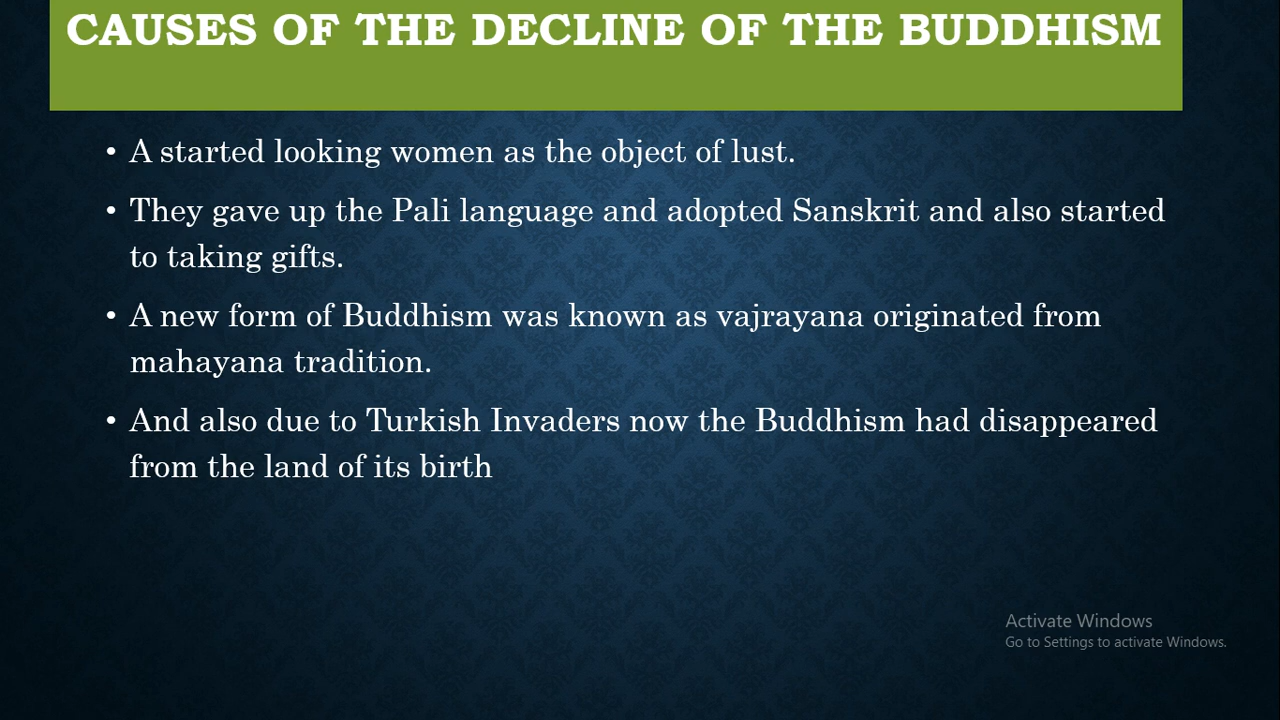 CAUSES OF THE DECLINE OF THE BUDDHISM
• A started looking women as the object of lust.
• They gave up the Pali language and adopted Sanskrit and also started
to taking gifts.
• A new form of Buddhism was known as vajrayana originated from
mahayana tradition.
• And also due to Turkish Invaders now the Buddhism had disappeared
from the land of its birth
Activate Windows
Go to Settings to activate Windows.